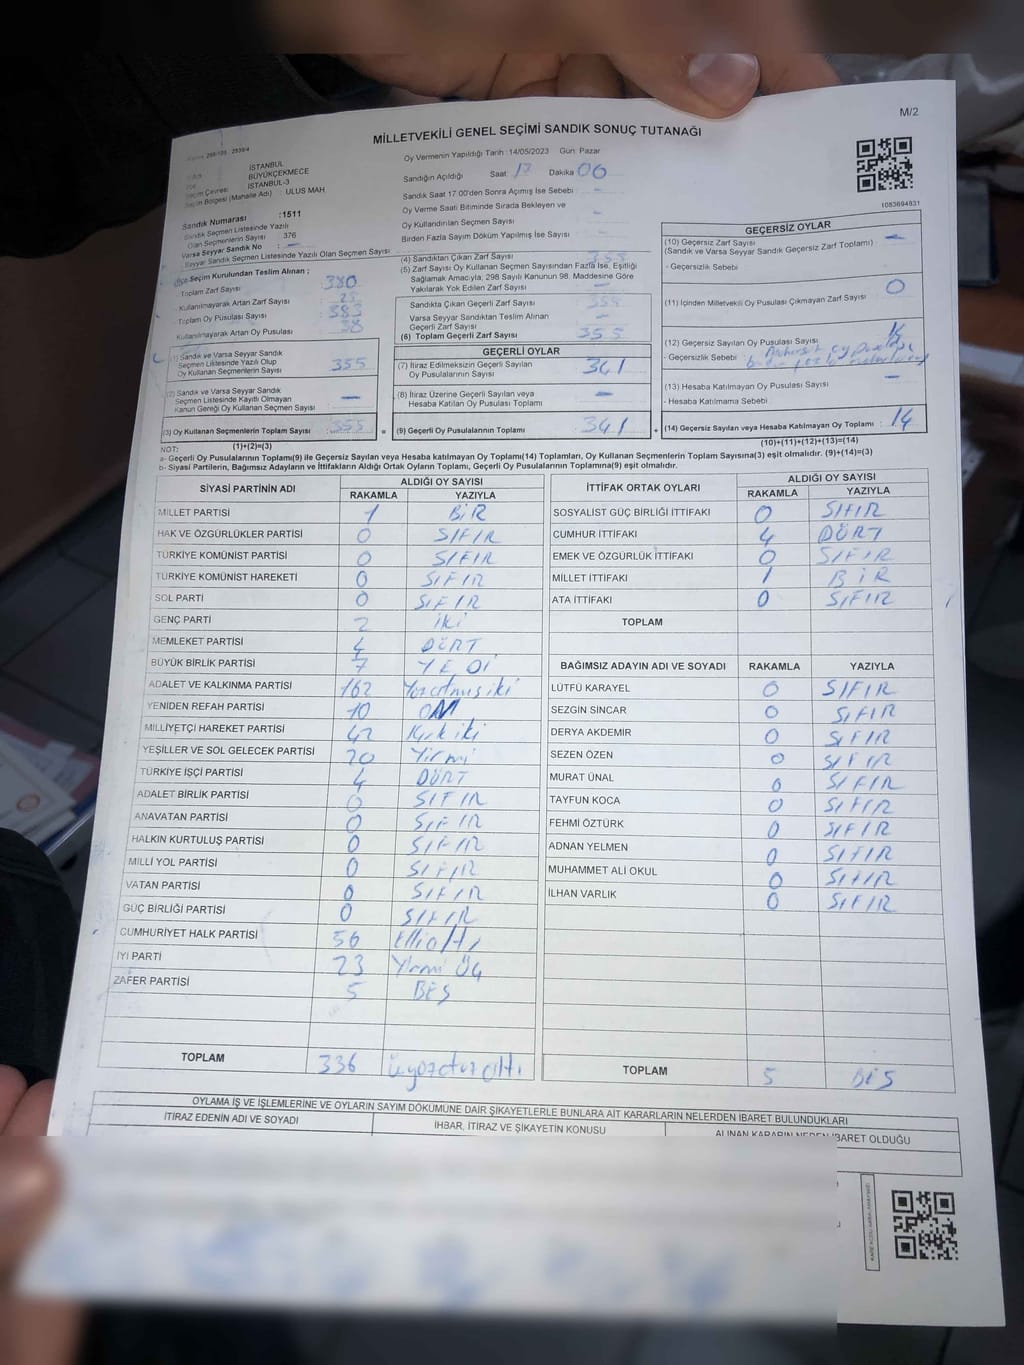 M/2
MİLLETVEKİLİ GENEL SEÇİMİ SANDIK SONUÇ TUTANAĞI
İSTANBUL
BÜYÜKÇEKMECE
Seçim Çevresi İSTANBUL-3
Seçim Bölgesi (Mahalle Adı) : ULUS MAH.
Sandık Numarası :1511
Sandık Seçmen Listesinde Yazılı
Olan Seçmenlerin Sayısı 376
Varsa Seyyar Sandık No : –
Seyyar Sandık Seçmen Listesinde Yazılı Olan Seçmen Sayısı
Oy Vermenin Yapıldığı Tarih :14/05/2023 Gün: Pazar
Sandığın Açıldığı Saat: 17 Dakika 06
Sandık Saat 17:00'den Sonra Açımış İse Sebebi : –
Oy Verme Saati Bitiminde Sırada Bekleyen ve
Oy Kullandırılan Seçmen Sayısı : –
Birden Fazla Sayım Döküm Yapılmış İse Sayısı : –
1083694831
İlçe Seçim Kurulundan Teslim Alınan ;
Toplam Zarf Sayısı : 380
Kullanılmayarak Artan Zarf Sayısı : 25
Toplam Oy Pusulası Sayısı : 383
Kullanılmayarak Artan Oy Pusulası 38
(4) Sandıktan Çıkan Zarf Sayısı : 355
(5) Zarf Sayısı Oy Kullanan Seçmen Sayısından Fazla İse, Eşitliği
Sağlamak Amacıyla, 298 Sayılı Kanunun 98. Maddesine Göre
Yakılarak Yok Edilen Zarf Sayısı : –
Sandıkta Çıkan Geçerli Zarf Sayısı :
Varsa Seyyar Sandıktan Teslim Alınan
Geçerli Zarf Sayısı : –
(6) Toplam Geçerli Zarf Sayısı : 355
GEÇERSİZ OYLAR
(10) Geçersiz Zarf Sayısı : –
(Sandık ve Varsa Seyyar Sandık Geçersiz Zarf Toplamı)
- Geçersizlik Sebebi :
(11) İçinden Milletvekili Oy Pusulası Çıkmayan Zarf Sayısı : 0
(12) Geçersiz Sayılan Oy Pusulası Sayısı :
- Geçersizlik Sebebi :
(13) Hesaba Katılmayan Oy Pusulası Sayısı : –
- Hesaba Katılmama Sebebi
(14) Geçersiz Sayılan veya Hesaba Katılmayan Oy Toplamı : 14
(10)+(11)+(12)+(13)=(14)
(1) Sandık ve Varsa Seyyar Sandık
Seçmen Listesinde Yazılı Olup
Oy Kullanan Seçmenlerin Sayısı : 355
(2) Sandık ve Varsa Seyyar Sandık
Seçmen Listesinde Kayıtlı Olmayan
Kanun Gereği Oy Kullanan Seçmen Sayısı : –
(3) Oy Kullanan Seçmenlerin Toplam Sayısı : 355 =
(1)+(2)=(3)
GEÇERLİ OYLAR
(7) İtiraz Edilmeksizin Geçerli Sayılan
Oy Pusulalarının Sayısı : 341
(8) İtiraz Üzerine Geçerli Sayılan veya
Hesaba Katılan Oy Pusulası Toplamı : –
(9) Geçerli Oy Pusulalarının Toplamı : 341 +
NOT:
a- Geçerli Oy Pusulalarının Toplamı(9) ile Geçersiz Sayılan veya Hesaba Katılmayan Oy Toplamı(14) Toplamları, Oy Kullanan Seçmenlerin Toplam Sayısına(3) eşit olmalıdır. (9)+(14)=(3)
b- Siyasi Partilerin, Bağımsız Adayların ve İttifakların Aldığı Ortak Oyların Toplamı, Geçerli Oy Pusulalarının Toplamına(9) eşit olmalıdır.
SİYASİ PARTİNİN ADI ALDIĞI OY SAYISI
RAKAMLA YAZIYLA
MİLLET PARTİSİ 1 BİR
HAK VE ÖZGÜRLÜKLER PARTİSİ 0 SIFIR
TÜRKİYE KOMÜNİST PARTİSİ 0 SIFIR
TÜRKİYE KOMÜNİST HAREKETİ 0 SIFIR
SOL PARTİ 0 SIFIR
GENÇ PARTİ 2 iki
MEMLEKET PARTİSİ 4 DÖRT
BÜYÜK BİRLİK PARTİSİ 7 YEDİ
ADALET VE KALKINMA PARTİSİ 162 Yüzaltmışiki
YENİDEN REFAH PARTİSİ 10 ON
MİLLİYETÇİ HAREKET PARTİSİ 42 Kırkiki
YEŞİLLER VE SOL GELECEK PARTİSİ 20 Yirmi
TÜRKİYE İŞÇİ PARTİSİ 4 DÖRT
ADALET BİRLİK PARTİSİ 0 SIFIR
ANAVATAN PARTİSİ 0 SIFIR
HALKIN KURTULUŞ PARTİSİ 0 SIFIR
MİLLİ YOL PARTİSİ 0 SIFIR
VATAN PARTİSİ 0 SIFIR
GÜÇ BİRLİĞİ PARTİSİ 0 SIFIR
CUMHURİYET HALK PARTİSİ 56 Elli altı
İYİ PARTİ 23 Yirmi Üç
ZAFER PARTİSİ 5 BEŞ
TOPLAM 336 üçyüzotuz altı
İTTİFAK ORTAK OYLARI ALDIĞI OY SAYISI
RAKAMLA YAZIYLA
SOSYALİST GÜÇ BİRLİĞİ İTTİFAKI 0 SIFIR
CUMHUR İTTİFAKI 4 DÖRT
EMEK VE ÖZGÜRLÜK İTTİFAKI 0 SIFIR
MİLLET İTTİFAKI 1 BİR
ATA İTTİFAKI 0 SIFIR
TOPLAM
BAĞIMSIZ ADAYIN ADI VE SOYADI RAKAMLA YAZIYLA
LÜTFÜ KARAYEL 0 SIFIR
SEZGİN SİNCAR 0 SIFIR
DERYA AKDEMİR 0 SIFIR
SEZEN ÖZEN 0 SIFIR
MURAT ÜNAL 0 SIFIR
TAYFUN KOCA 0 SIFIR
FEHMİ ÖZTÜRK 0 SIFIR
ADNAN YELMEN 0 SIFIR
MUHAMMET ALİ OKUL 0 SIFIR
İLHAN VARLIK 0 SIFIR
TOPLAM 5 BEŞ
OYLAMA İŞ VE İŞLEMLERİNE VE OYLARIN SAYIM DÖKÜMÜNE DAİR ŞİKAYETLERLE BUNLARA AİT KARARLARIN NELERDEN İBARET BULUNDUKLARI
İTİRAZ EDENİN ADI VE SOYADI İHBAR, İTİRAZ VE ŞİKAYETİN KONUSU ALINAN KARARIN NEDEN İBARET OLDUĞU